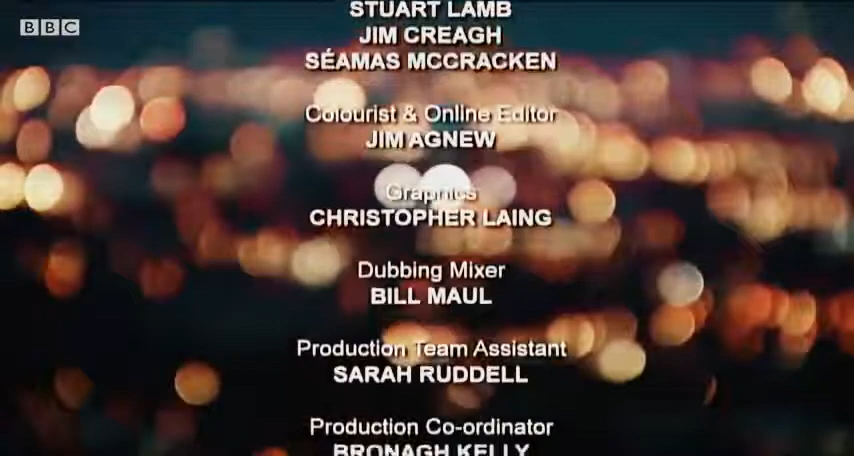 BBC
STUART LAMB
JIM CREAGH
SÉAMAS MCCRACKEN
Colourist & Online Editor
JIM AGNEW
Graphics
CHRISTOPHER LAING
Dubbing Mixer
BILL MAUL
Production Team Assistant
SARAH RUDDELL
Production Co-ordinator
BRONAGH KELLY